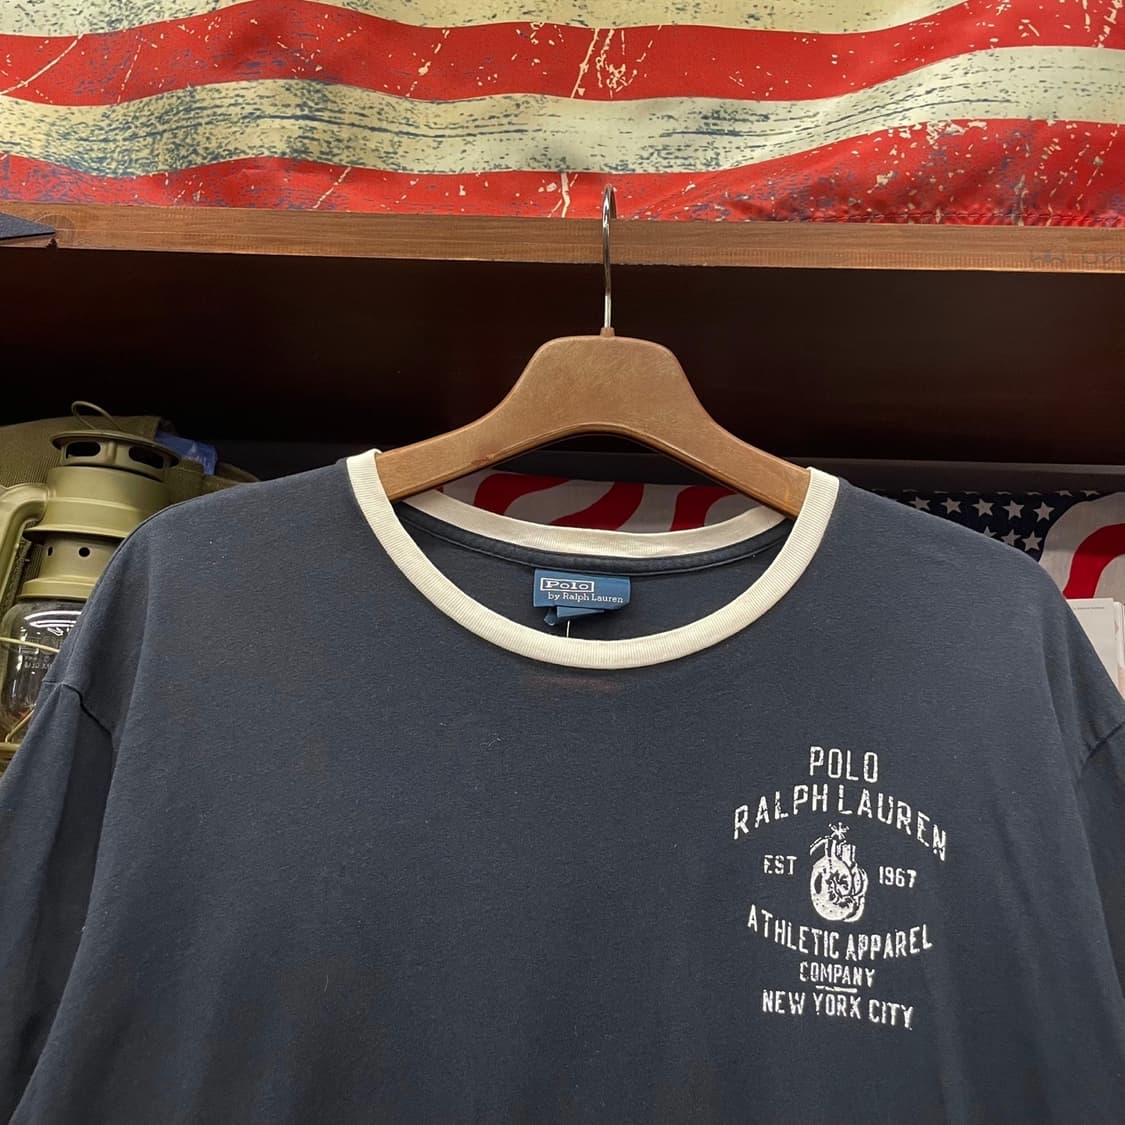 Polo
by Ralph Lauren
POLO
RALPH LAUREN
EST 1967
ATHLETIC APPAREL
COMPANY
NEW YORK CITY